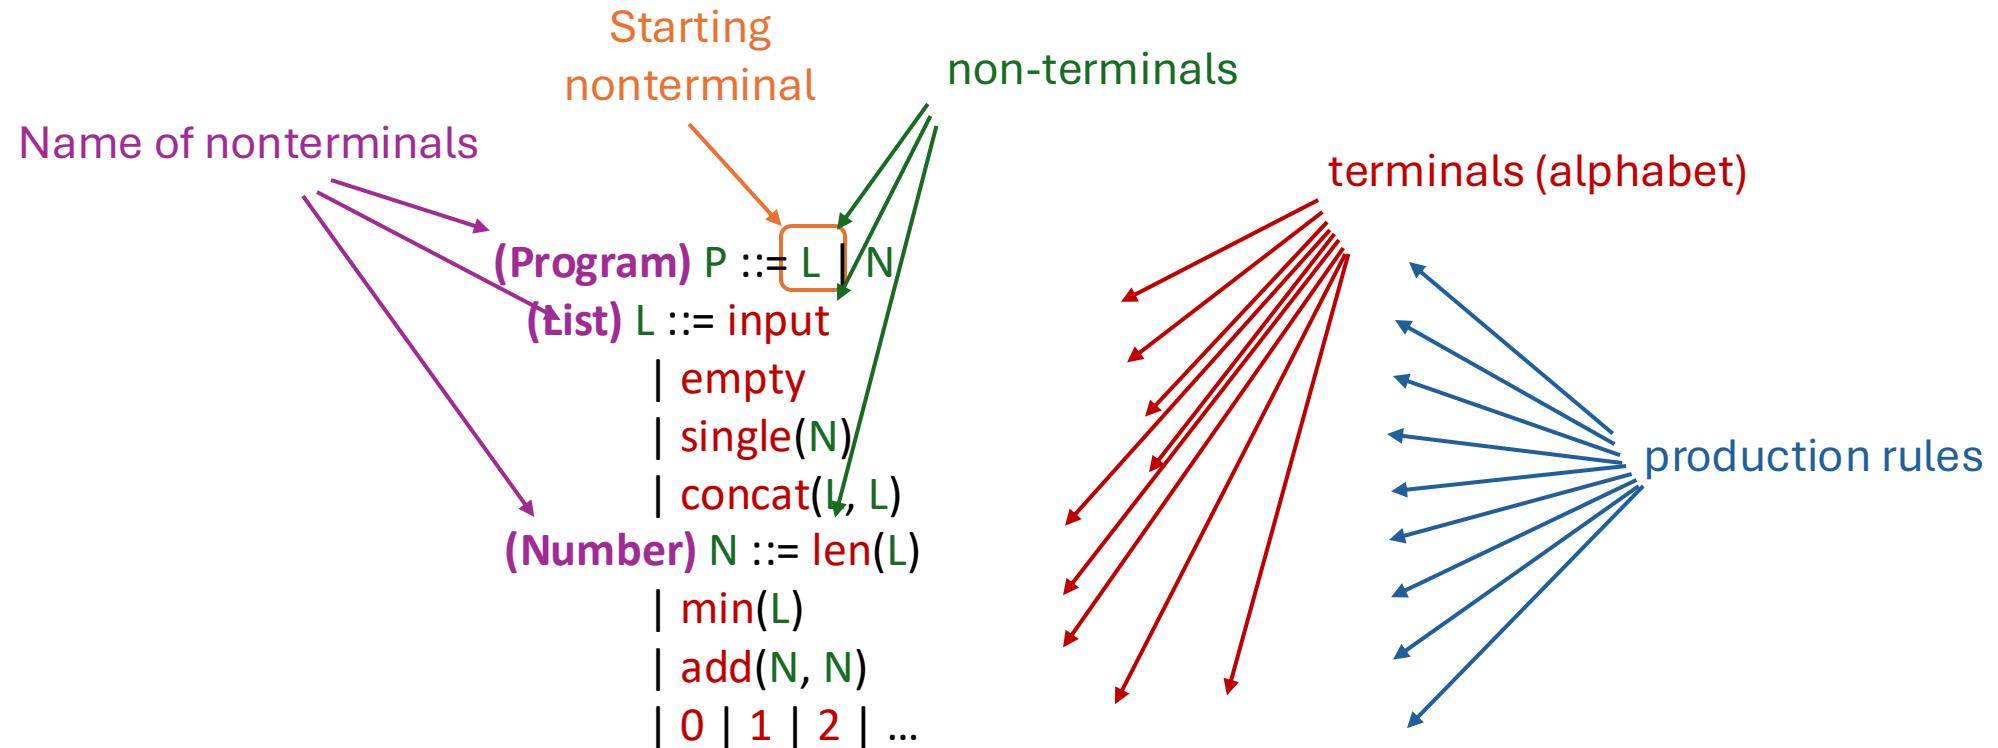 Starting
nonterminal
non-terminals
Name of nonterminals
terminals (alphabet)
(Program) P ::= L | N
(List) L ::= input
| empty
| single(N)
| concat(L, L)
production rules
(Number) N ::= len(L)
| min(L)
| add(N, N)
| 0 | 1 | 2 | ...